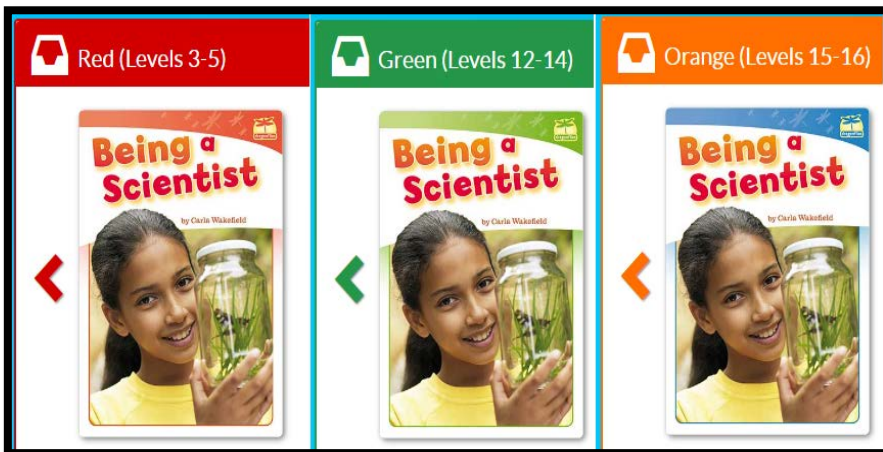 Red (Levels 3-5)
Being a
Scientist
by Carla Wakefield
Green (Levels 12-14)
Being a
Scientist
by Carla Wakefield
Orange (Levels 15-16)
Being a
Scientist
by Carla Wakefield